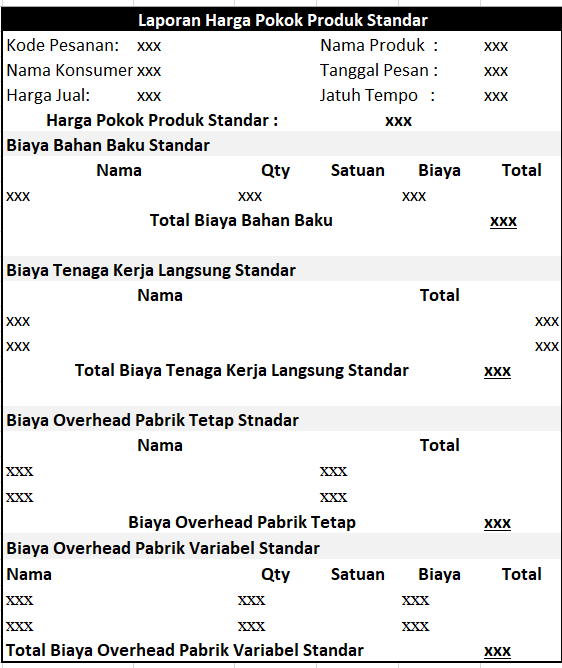 Laporan Harga Pokok Produk Standar
Kode Pesanan: xxx Nama Produk : xxx
Nama Konsumer xxx Tanggal Pesan : xxx
Harga Jual: xxx Jatuh Tempo : xxx
Harga Pokok Produk Standar : xxx
Biaya Bahan Baku Standar
Nama Qty Satuan Biaya Total
xxx xxx xxx
Total Biaya Bahan Baku xxx
Biaya Tenaga Kerja Langsung Standar
Nama Total
xxx xxx
xxx xxx
Total Biaya Tenaga Kerja Langsung Standar xxx
Biaya Overhead Pabrik Tetap Stnadar
Nama Total
xxx xxx
xxx xxx
Biaya Overhead Pabrik Tetap xxx
Biaya Overhead Pabrik Variabel Standar
Nama Qty Satuan Biaya Total
xxx xxx xxx
xxx xxx xxx
Total Biaya Overhead Pabrik Variabel Standar xxx